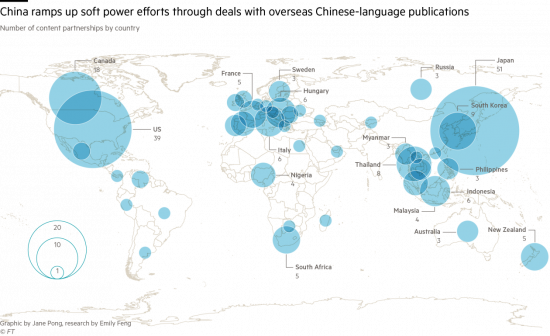 China ramps up soft power efforts through deals with overseas Chinese-language publications
Number of content partnerships by country
Canada
18
US
39
France
5
Sweden
3
Hungary
6
Italy
6
Nigeria
4
South Africa
5
Russia
3
Japan
51
South Korea
9
Myanmar
3
Thailand
8
Philippines
3
Indonesia
6
Malaysia
4
Australia
3
New Zealand
5
20
10
1
Graphic by Jane Pong, research by Emily Feng
© FT